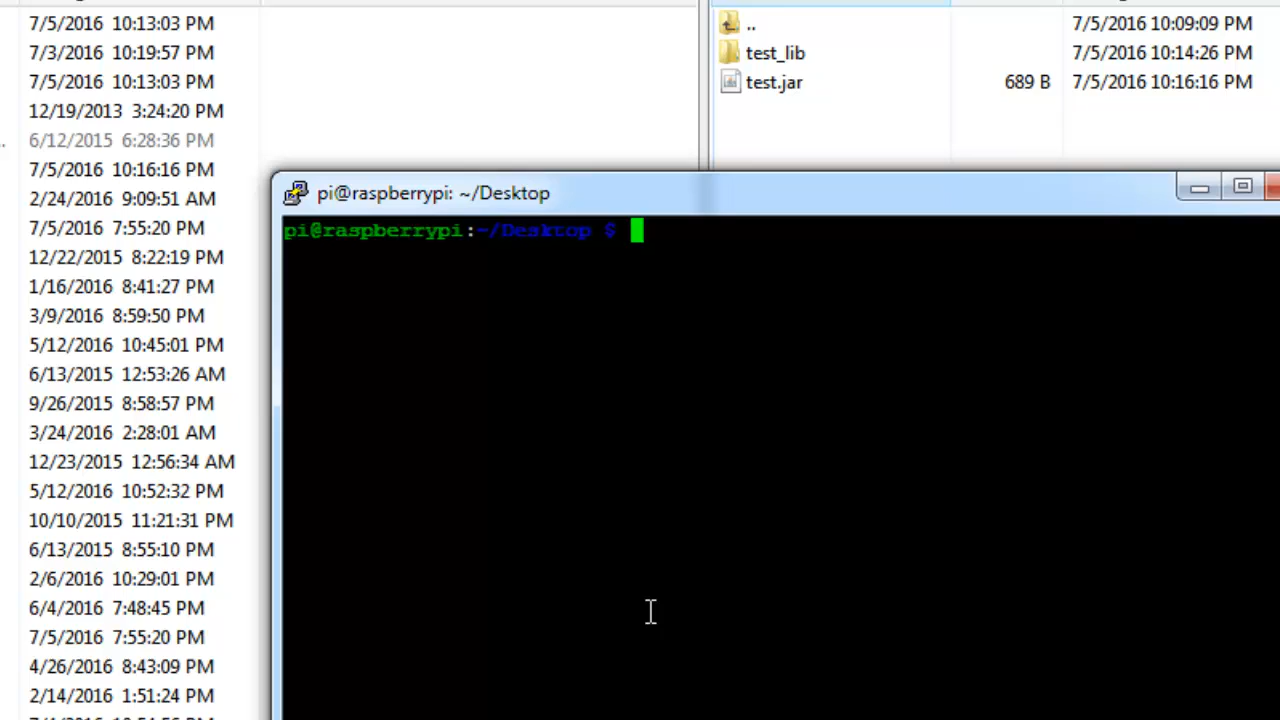 7/5/2016 10:13:03 PM
7/3/2016 10:19:57 PM
7/5/2016 10:13:03 PM
12/19/2013 3:24:20 PM
.. 6/12/2015 6:28:36 PM
7/5/2016 10:16:16 PM
2/24/2016 9:09:51 AM
7/5/2016 7:55:20 PM
12/22/2015 8:22:19 PM
1/16/2016 8:41:27 PM
3/9/2016 8:59:50 PM
5/12/2016 10:45:01 PM
6/13/2015 12:53:26 AM
9/26/2015 8:58:57 PM
3/24/2016 2:28:01 AM
12/23/2015 12:56:34 AM
5/12/2016 10:52:32 PM
10/10/2015 11:21:31 PM
6/13/2015 8:55:10 PM
2/6/2016 10:29:01 PM
6/4/2016 7:48:45 PM
7/5/2016 7:55:20 PM
4/26/2016 8:43:09 PM
2/14/2016 1:51:24 PM
.. 7/5/2016 10:09:09 PM
test_lib 7/5/2016 10:14:26 PM
test.jar 689 B 7/5/2016 10:16:16 PM
pi@raspberrypi: ~/Desktop
pi@raspberrypi:~/Desktop $